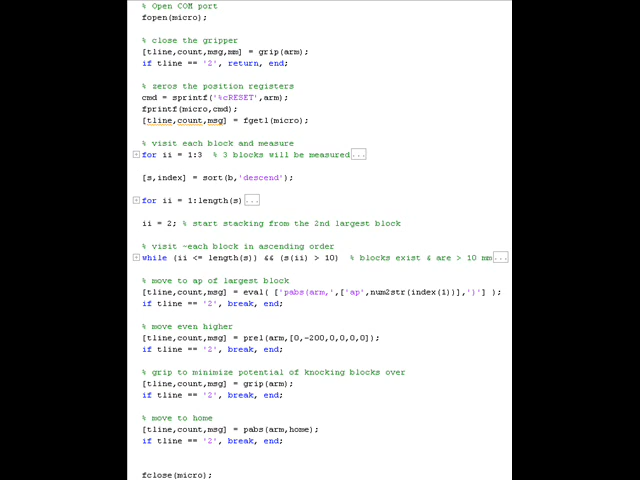 % Open COM port
fopen(micro);
% close the gripper
[tline,count,msg,mm] = grip(arm);
if tline == '2', return, end;
% zeros the position registers
cmd = sprintf('%cRESET',arm);
fprintf(micro,cmd);
[tline,count,msg] = fgetl(micro);
% visit each block and measure
for ii = 1:3 % 3 blocks will be measured...
[s,index] = sort(b,'descend');
for ii = 1:length(s)...
ii = 2; % start stacking from the 2nd largest block
% visit -each block in ascending order
while (ii <= length(s)) && (s(ii) > 10) % blocks exist & are > 10 mm...
% move to ap of largest block
[tline,count,msg] = eval( ['pabs(arm,',['ap',num2str(index(1))],')'] );
if tline == '2', break, end;
% move even higher
[tline,count,msg] = prel(arm,[0,-200,0,0,0,0]);
if tline == '2', break, end;
% grip to minimize potential of knocking blocks over
[tline,count,msg] = grip(arm);
if tline == '2', break, end;
% move to home
[tline,count,msg] = pabs(arm,home);
if tline == '2', break, end;
fclose(micro);